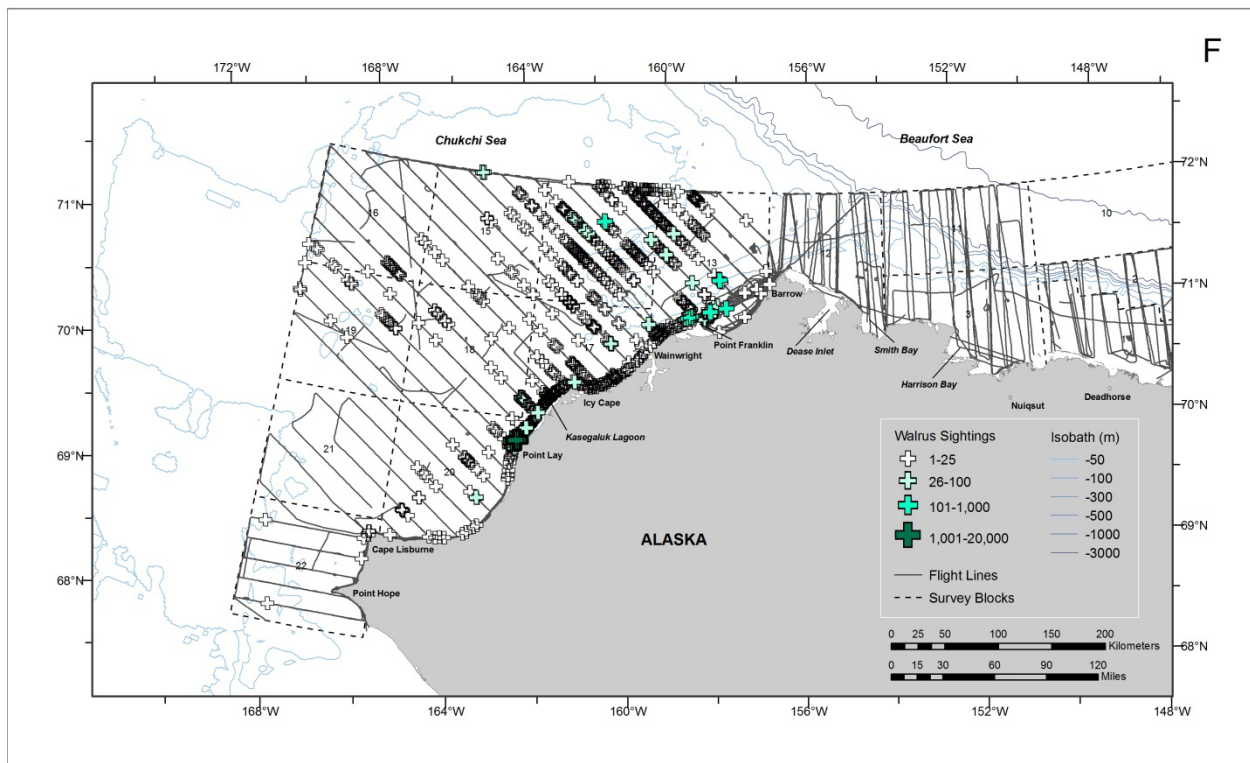 F
172°W 168°W 164°W 160°W 156°W 152°W 148°W
Chukchi Sea
Beaufort Sea
72°N
71°N
16
15
10
11
13
2
71°N
Barrow
3
1
19
17
70°N
18
Wainwright
Point Franklin
Dease Inlet
Smith Bay
Harrison Bay
Nuiqsut
Deadhorse
Icy Cape
70°N
Kasegaluk Lagoon
21
69°N
20
Point Lay
Walrus Sightings
1-25
26-100
101-1,000
1,001-20,000
Flight Lines
Survey Blocks
Isobath (m)
-50
-100
-300
-500
-1000
-3000
69°N
Cape Lisburne
ALASKA
22
68°N
Point Hope
0 25 50 100 150 200
Kilometers
68°N
0 15 30 60 90 120
Miles
168°W 164°W 160°W 156°W 152°W 148°W